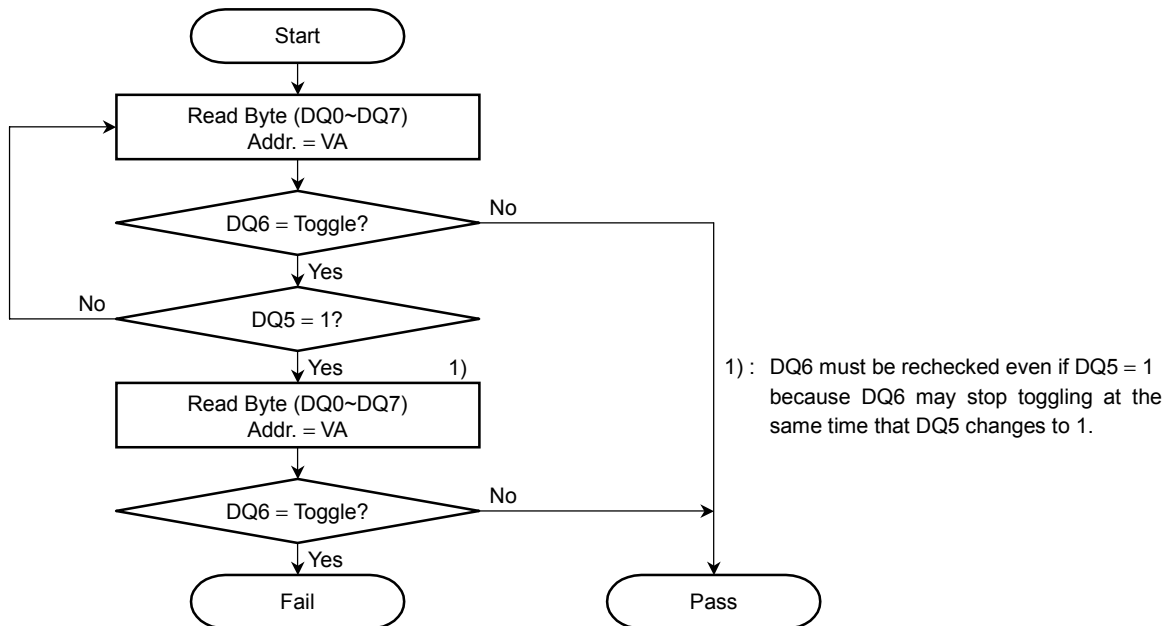 Start
Read Byte (DQ0~DQ7)
Addr. = VA
DQ6 = Toggle?
No
Yes
No
DQ5 = 1?
Yes
1)
Read Byte (DQ0~DQ7)
Addr. = VA
DQ6 = Toggle?
No
Yes
Fail
Pass
1) : DQ6 must be rechecked even if DQ5 = 1
because DQ6 may stop toggling at the
same time that DQ5 changes to 1.